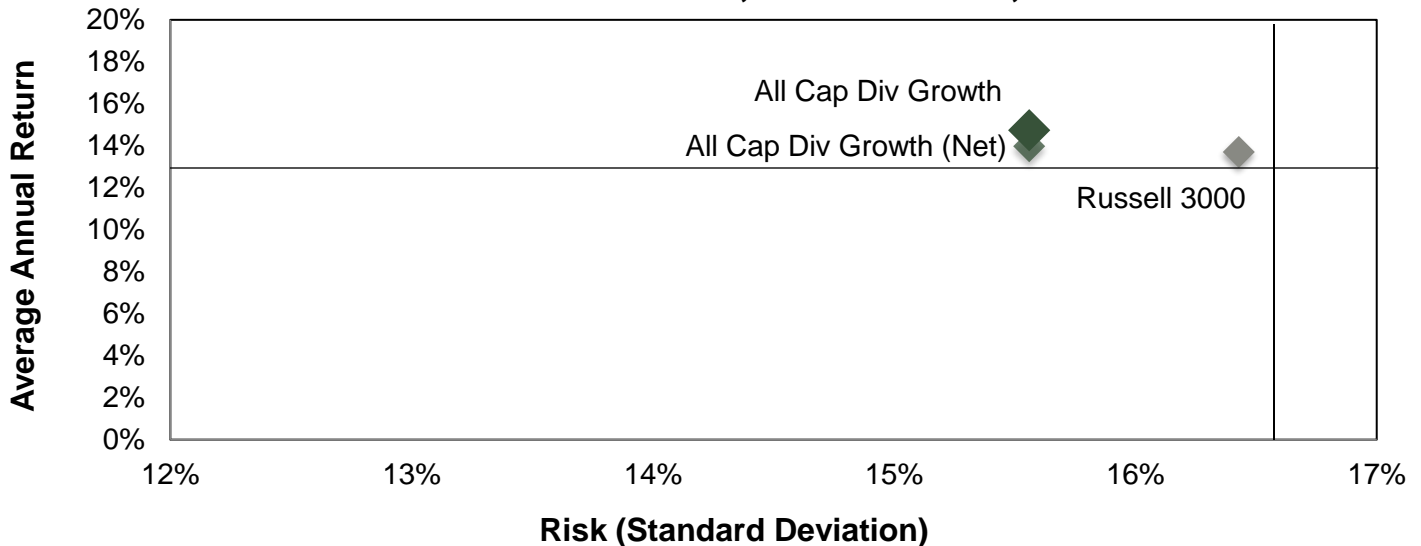 20%
18%
16%
14%
12%
10%
8%
6%
4%
2%
0%
Average Annual Return
All Cap Div Growth
All Cap Div Growth (Net)
Russell 3000
12% 13% 14% 15% 16% 17%
Risk (Standard Deviation)